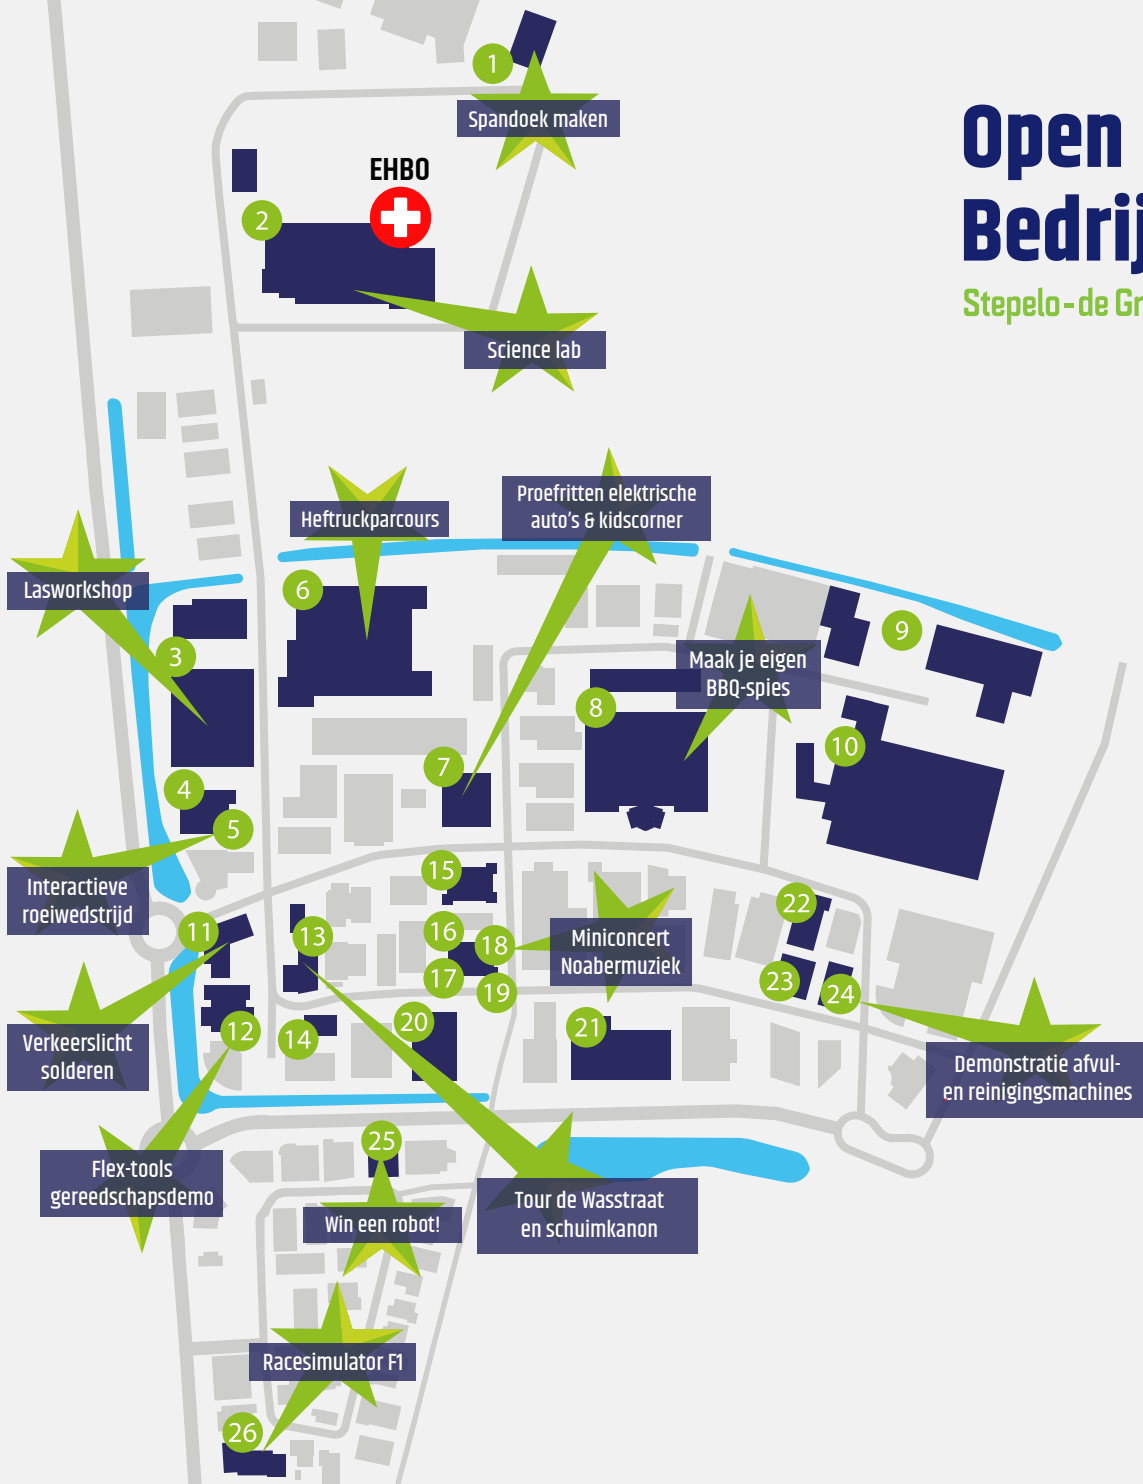 1
Spandoek maken
Open
EHBO
Bedrij
2
Stepelo-de Gr
Science lab
Proefritten elektrische
auto's & kidscorner
Heftruckparcours
Lasworkshop
6
9
3
Maak je eigen
BBQ-spies
8
10
7
4
5
15
Interactieve
roeiwedstrijd
22
11
13
16
18
Miniconcert
Noabermuziek
17
19
23
24
20
21
12
14
Verkeerslicht
solderen
Demonstratie afvul-
en reinigingsmachines
25
Flex-tools
gereedschapsdemo
Tour de Wasstraat
en schuimkanon
Win een robot!
Racesimulator F1
26